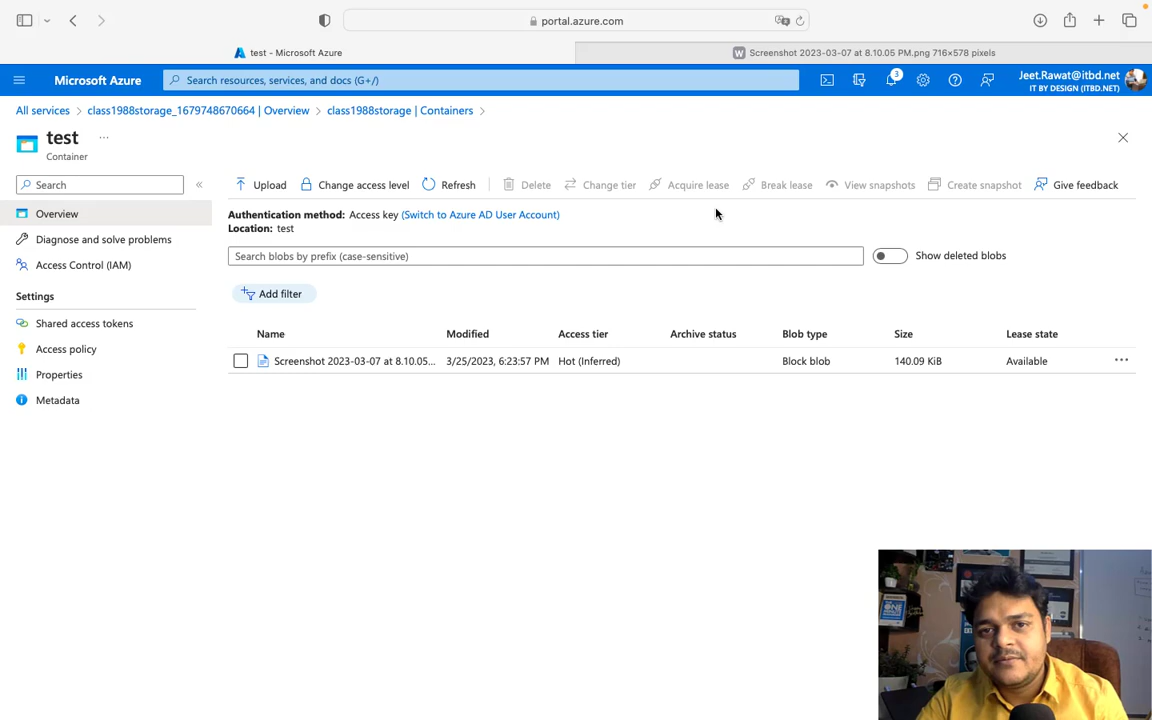 portal.azure.com
test - Microsoft Azure
Screenshot 2023-03-07 at 8.10.05 PM.png 716×578 pixels
Microsoft Azure
Search resources, services, and docs (G+/)
3
Jeet.Rawat@itbd.net
IT BY DESIGN (ITBD.NET)
All services > class1988storage_1679748670664 | Overview > class1988storage | Containers >
test ...
Container
Search
«
Upload
Change access level
Refresh
Delete
Change tier
Acquire lease
Break lease
View snapshots
Create snapshot
Give feedback
Overview
Diagnose and solve problems
Access Control (IAM)
Settings
Shared access tokens
Access policy
Properties
Metadata
Authentication method: Access key (Switch to Azure AD User Account)
Location: test
Search blobs by prefix (case-sensitive)
Show deleted blobs
Add filter
Name Modified Access tier Archive status Blob type Size Lease state
Screenshot 2023-03-07 at 8.10.05... 3/25/2023, 6:23:57 PM Hot (Inferred) Block blob 140.09 KiB Available ...